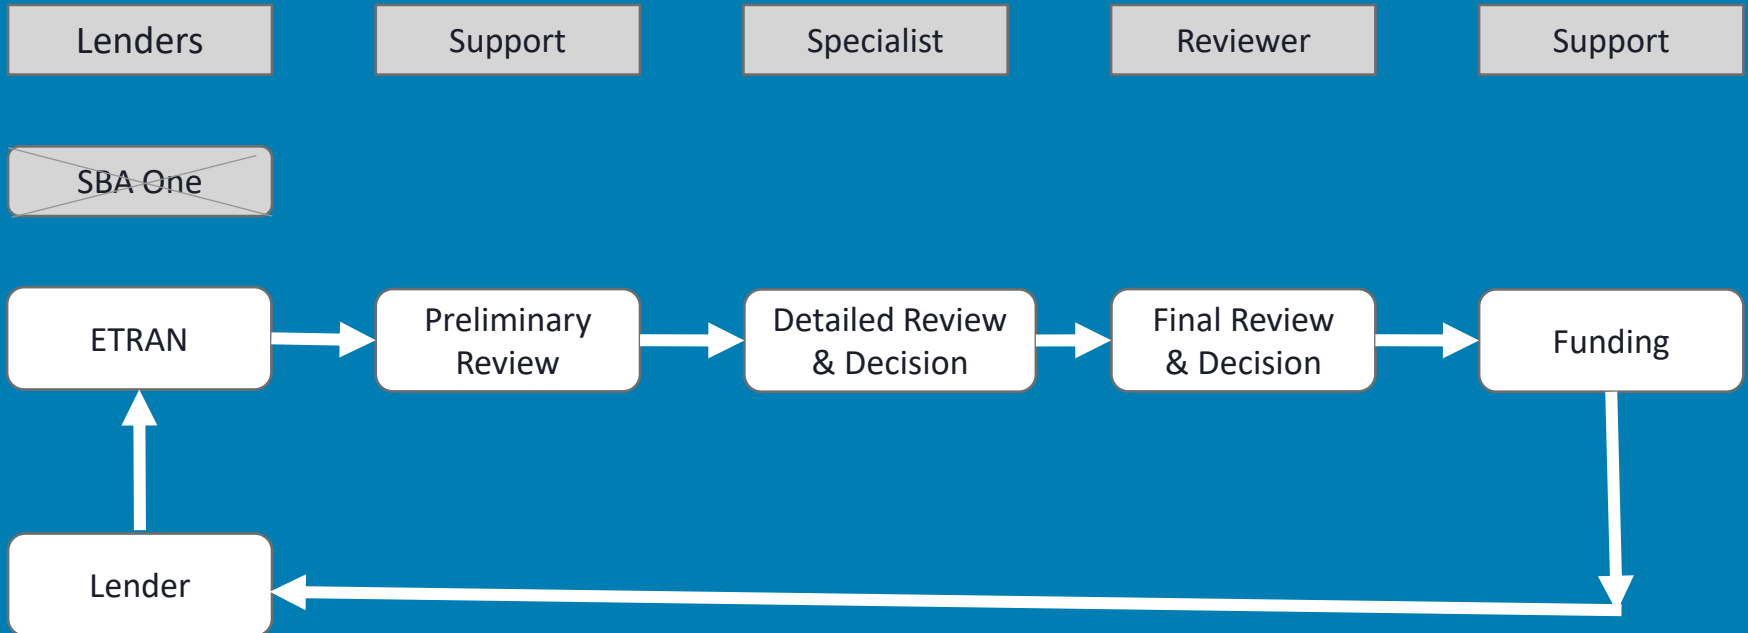 Lenders
Support
Specialist
Reviewer
Support
SBA One
ETRAN
Preliminary
Review
Detailed Review
& Decision
Final Review
& Decision
Funding
Lender